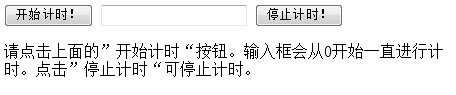 开始计时！ 停止计时！
请点击上面的”开始计时“按钮。输入框会从0开始一直进行计
时。点击”停止计时“可停止计时。